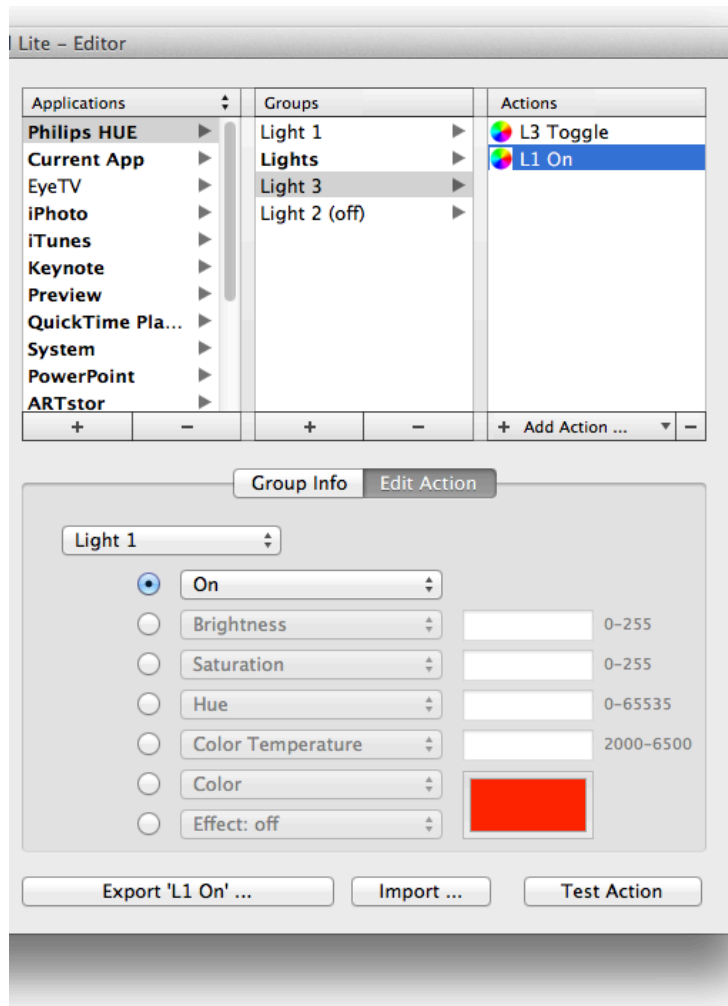 Lite – Editor
Applications
Groups
Actions
Philips HUE
Current App
EyeTV
iPhoto
iTunes
Keynote
Preview
QuickTime Pla...
System
PowerPoint
ARTstor
+ –
Light 1
Lights
Light 3
Light 2 (off)
+ –
L3 Toggle
L1 On
+ Add Action ... –
Group Info Edit Action
Light 1
On
Brightness 0–255
Saturation 0–255
Hue 0–65535
Color Temperature 2000–6500
Color
Effect: off
Export 'L1 On' ... Import ... Test Action